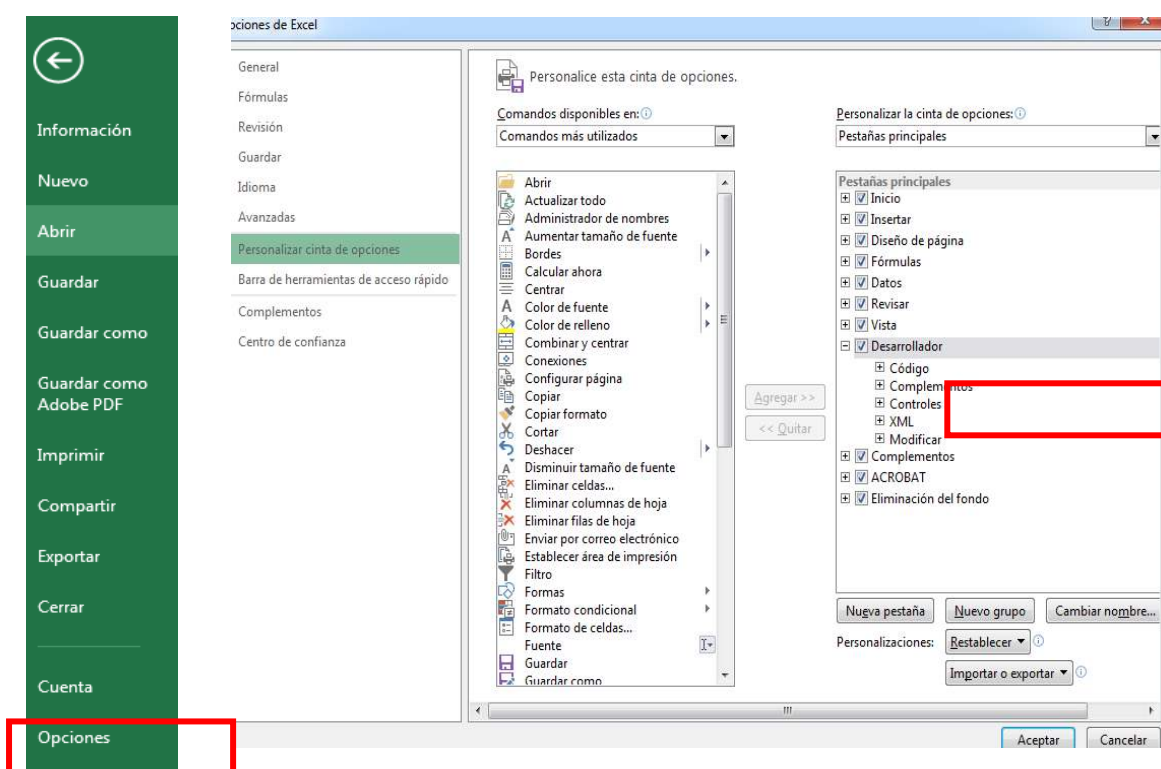 Información
Nuevo
Abrir
Guardar
Guardar como
Guardar como
Adobe PDF
Imprimir
Compartir
Exportar
Cerrar
Cuenta
Opciones
pciones de Excel
General
Fórmulas
Revisión
Guardar
Idioma
Avanzadas
Personalizar cinta de opciones
Barra de herramientas de acceso rápido
Complementos
Centro de confianza
Personalice esta cinta de opciones.
Comandos disponibles en:
Comandos más utilizados
Abrir
Actualizar todo
Administrador de nombres
Aumentar tamaño de fuente
Bordes
Calcular ahora
Centrar
Color de fuente
Color de relleno
Combinar y centrar
Conexiones
Configurar página
Copiar
Copiar formato
Cortar
Deshacer
Disminuir tamaño de fuente
Eliminar celdas...
Eliminar columnas de hoja
Eliminar filas de hoja
Enviar por correo electrónico
Establecer área de impresión
Filtro
Formas
Formato condicional
Formato de celdas...
Fuente
Guardar
Guardar como
Agregar >>
<< Quitar
Personalizar la cinta de opciones:
Pestañas principales
Pestañas principales
Inicio
Insertar
Diseño de página
Fórmulas
Datos
Revisar
Vista
Desarrollador
Código
Complementos
Controles
XML
Modificar
Complementos
ACROBAT
Eliminación del fondo
Nueva pestaña
Nuevo grupo
Cambiar nombre...
Personalizaciones:
Restablecer
Importar o exportar
Aceptar
Cancelar